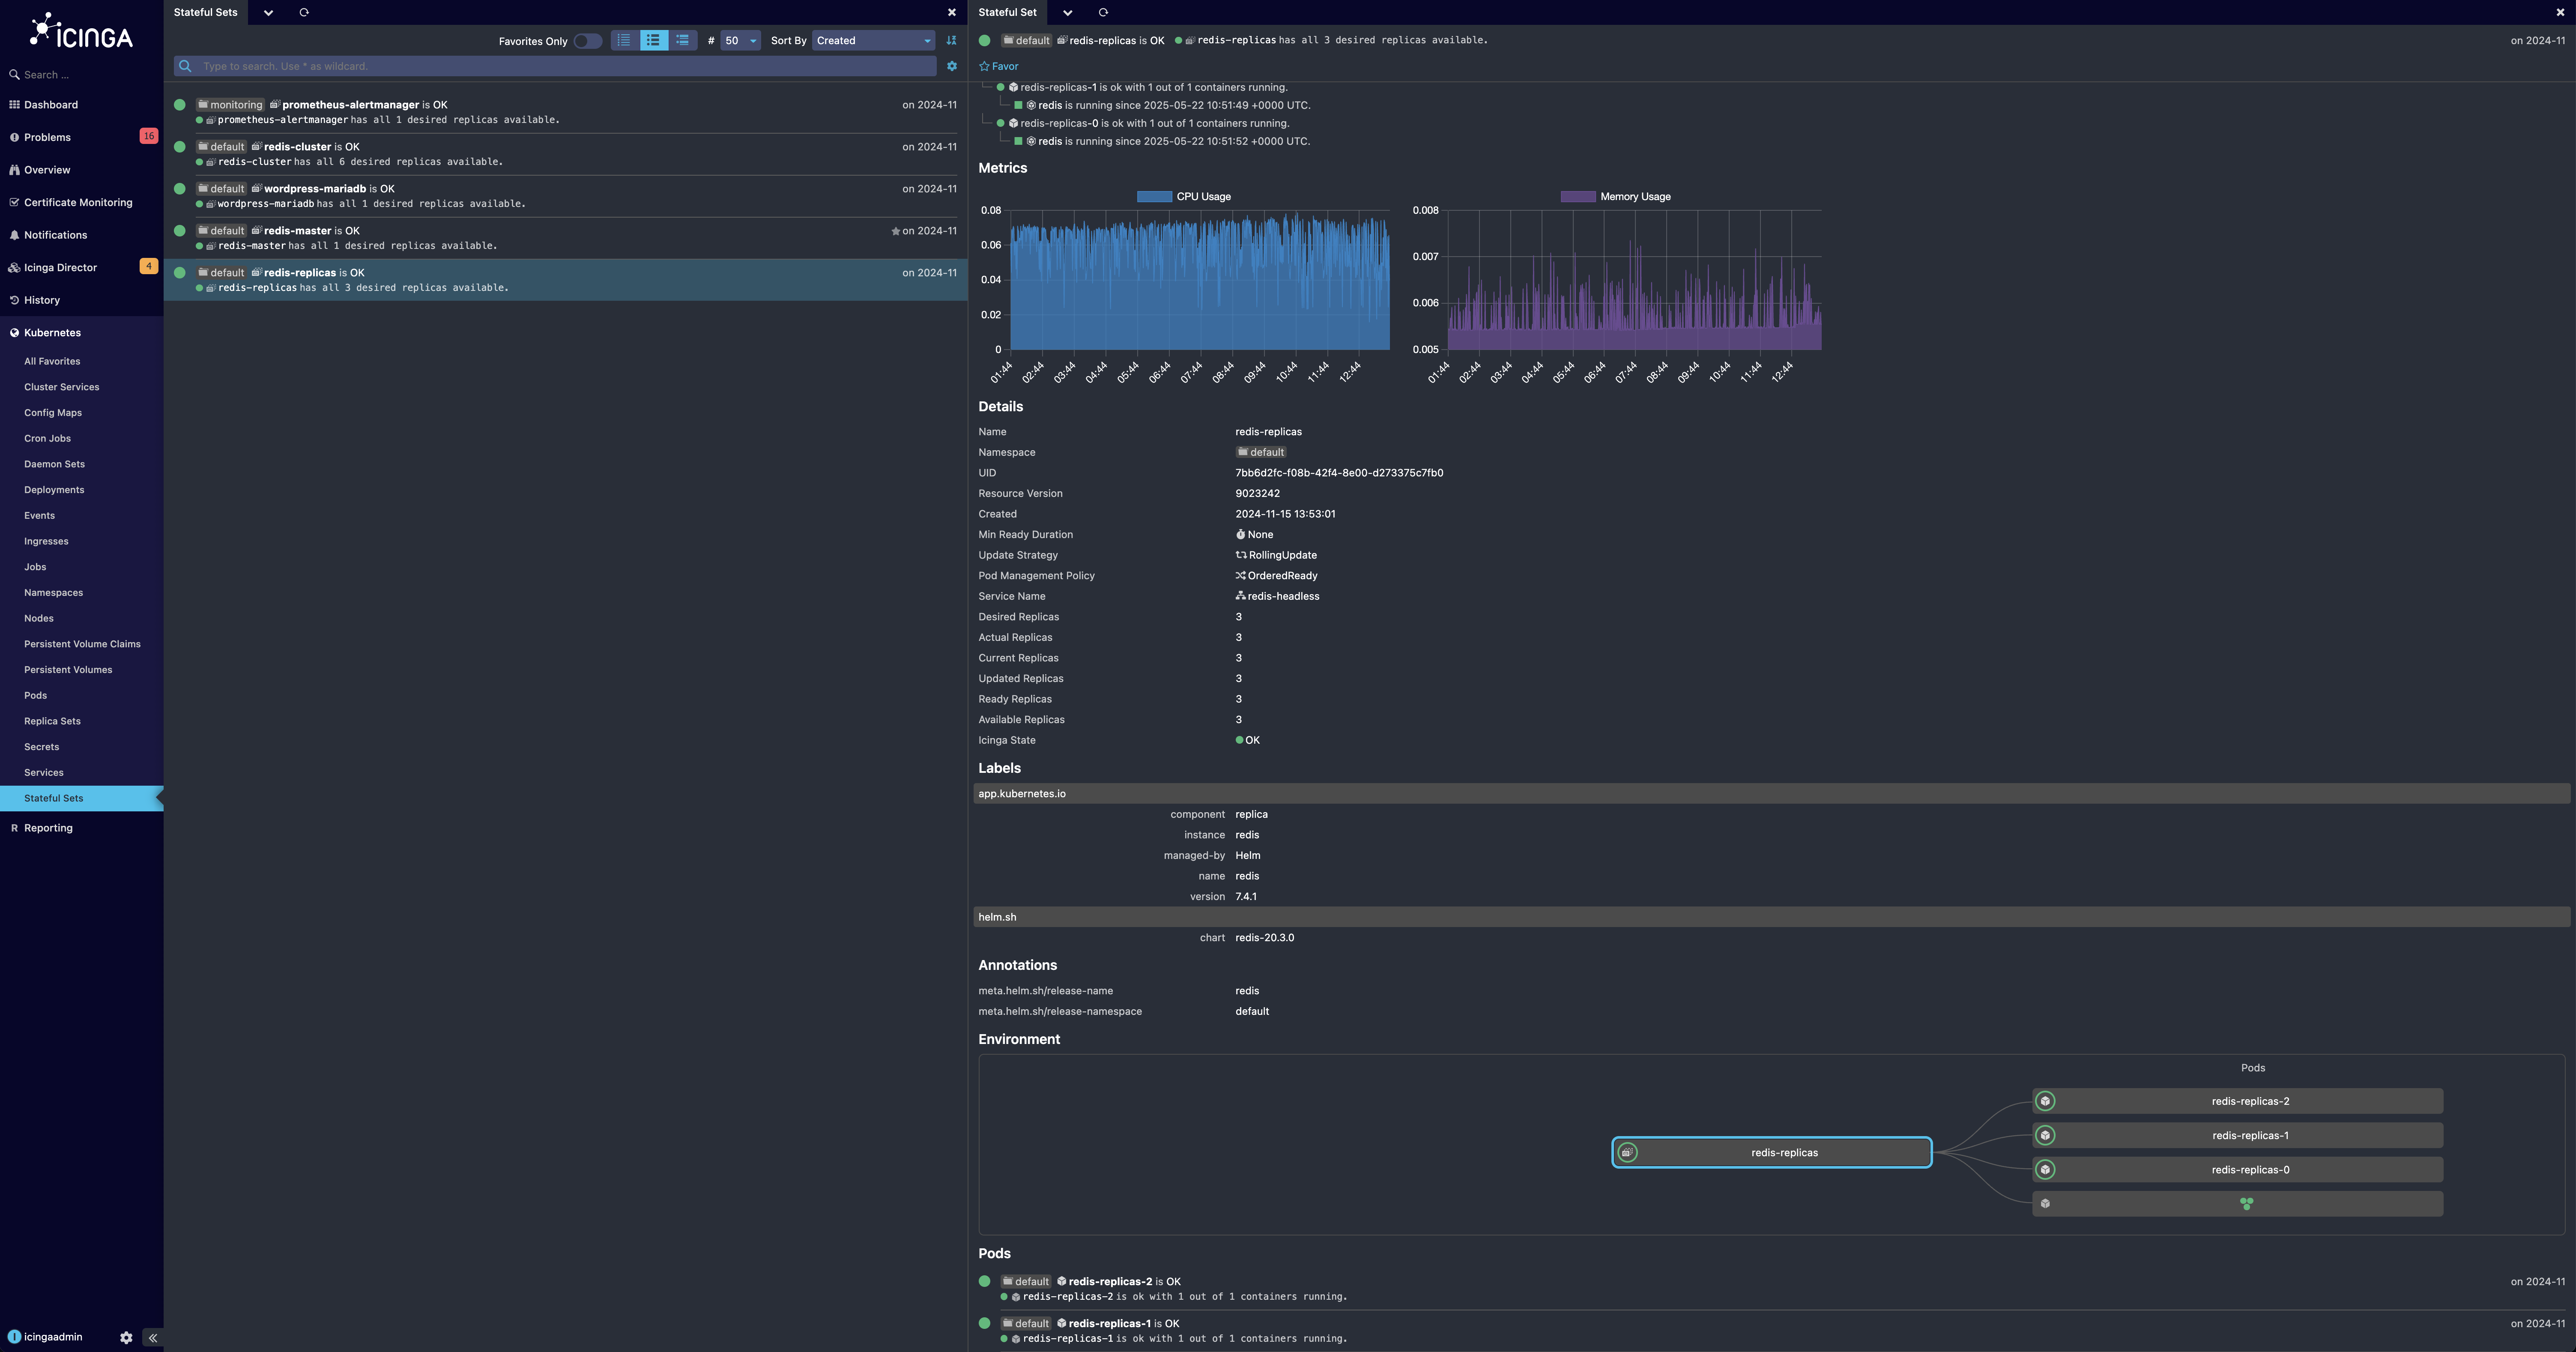 ICINGA
Search ...
Dashboard
Problems 16
Overview
Certificate Monitoring
Notifications
Icinga Director 4
History
Kubernetes
All Favorites
Cluster Services
Config Maps
Cron Jobs
Daemon Sets
Deployments
Events
Ingresses
Jobs
Namespaces
Nodes
Persistent Volume Claims
Persistent Volumes
Pods
Replica Sets
Secrets
Services
Stateful Sets
R Reporting
I icingaadmin
Stateful Sets
Favorites Only # 50 Sort By Created
Type to search. Use * as wildcard.
monitoring prometheus-alertmanager is OK on 2024-11
prometheus-alertmanager has all 1 desired replicas available.
default redis-cluster is OK on 2024-11
redis-cluster has all 6 desired replicas available.
default wordpress-mariadb is OK on 2024-11
wordpress-mariadb has all 1 desired replicas available.
default redis-master is OK on 2024-11
redis-master has all 1 desired replicas available.
default redis-replicas is OK on 2024-11
redis-replicas has all 3 desired replicas available.
Stateful Set
default redis-replicas is OK redis-replicas has all 3 desired replicas available. on 2024-11
Favor
redis-replicas-1 is ok with 1 out of 1 containers running.
redis is running since 2025-05-22 10:51:49 +0000 UTC.
redis-replicas-0 is ok with 1 out of 1 containers running.
redis is running since 2025-05-22 10:51:52 +0000 UTC.
Metrics
CPU Usage
0.08
0.06
0.04
0.02
0
01:44 02:44 03:44 04:44 05:44 06:44 07:44 08:44 09:44 10:44 11:44 12:44
Memory Usage
0.008
0.007
0.006
0.005
01:44 02:44 03:44 04:44 05:44 06:44 07:44 08:44 09:44 10:44 11:44 12:44
Details
Name redis-replicas
Namespace default
UID 7bb6d2fc-f08b-42f4-8e00-d273375c7fb0
Resource Version 9023242
Created 2024-11-15 13:53:01
Min Ready Duration None
Update Strategy RollingUpdate
Pod Management Policy OrderedReady
Service Name redis-headless
Desired Replicas 3
Actual Replicas 3
Current Replicas 3
Updated Replicas 3
Ready Replicas 3
Available Replicas 3
Icinga State OK
Labels
app.kubernetes.io
component replica
instance redis
managed-by Helm
name redis
version 7.4.1
helm.sh
chart redis-20.3.0
Annotations
meta.helm.sh/release-name redis
meta.helm.sh/release-namespace default
Environment
Pods
redis-replicas-2
redis-replicas-1
redis-replicas
redis-replicas-0
Pods
default redis-replicas-2 is OK on 2024-11
redis-replicas-2 is ok with 1 out of 1 containers running.
default redis-replicas-1 is OK on 2024-11
redis-replicas-1 is ok with 1 out of 1 containers running.